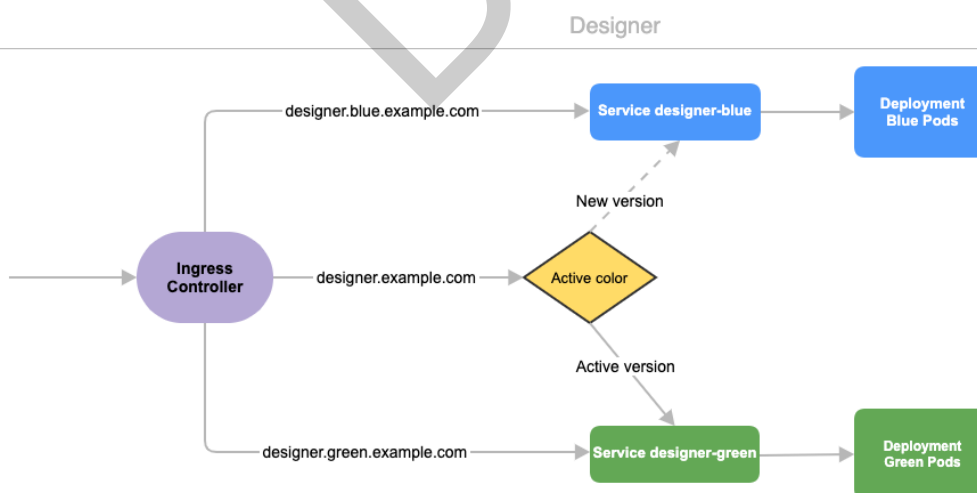 Designer
designer.blue.example.com
Service designer-blue
Deployment
Blue Pods
New version
Ingress
Controller
designer.example.com
Active color
Active version
designer.green.example.com
Service designer-green
Deployment
Green Pods